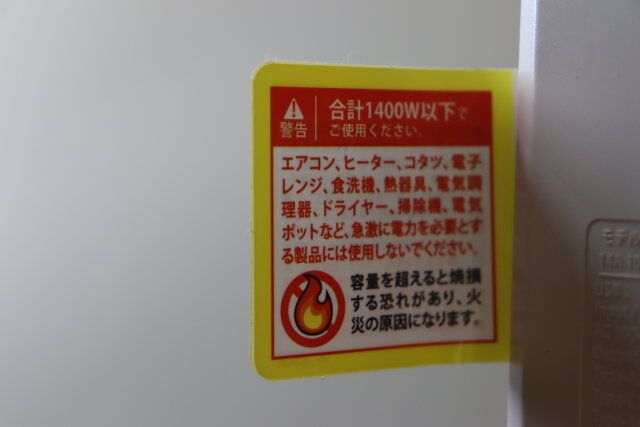 警告
合計1400W以下で
ご使用ください。
エアコン、ヒーター、コタツ、電子
レンジ、食洗機、熱器具、電気調
理器、ドライヤー、掃除機、電気
ポットなど、急激に電力を必要とす
る製品には使用しないでください。
容量を超えると焼損
する恐れがあり、火
災の原因になります。
モデル